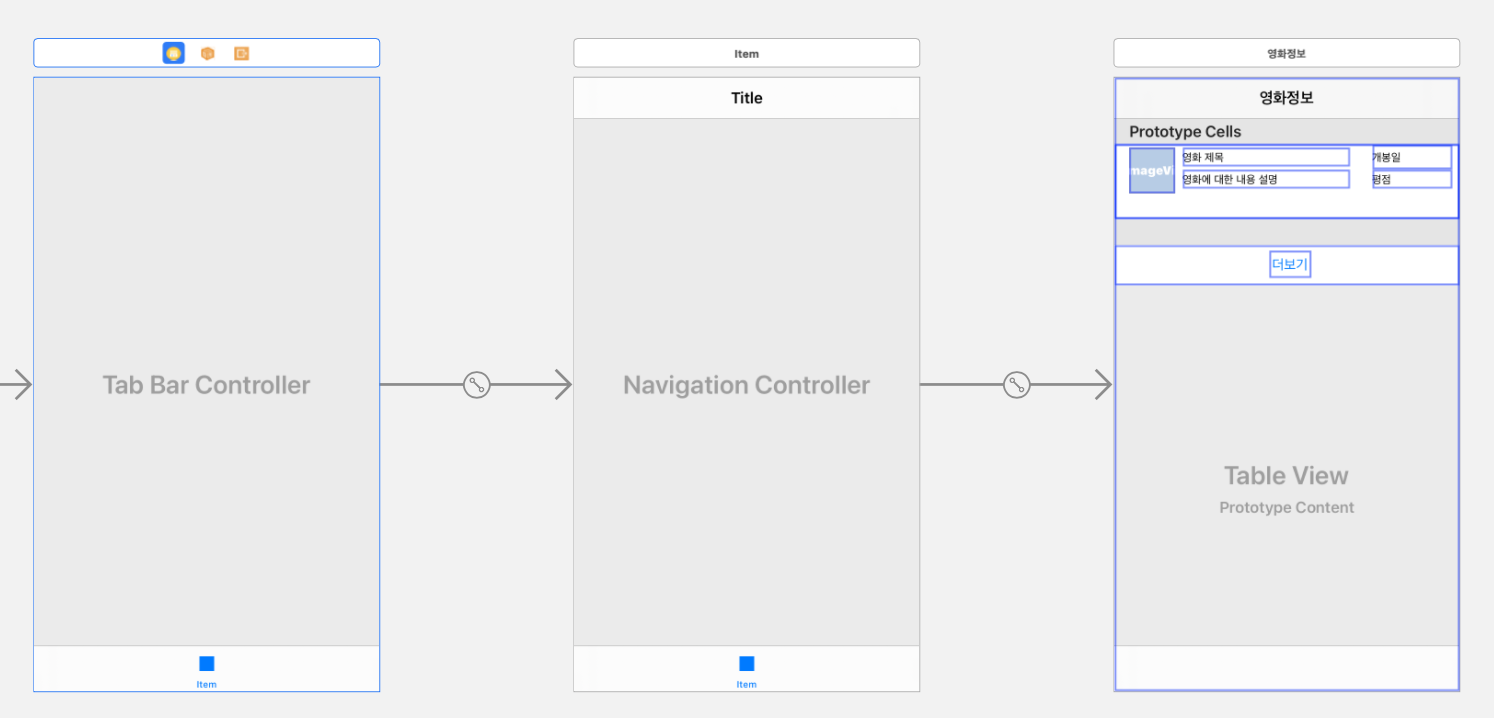 Item
영화정보
Title
영화정보
Prototype Cells
mageVi
영화 제목
개봉일
영화에 대한 내용 설명
평점
더보기
Tab Bar Controller
Navigation Controller
Table View
Prototype Content
Item
Item